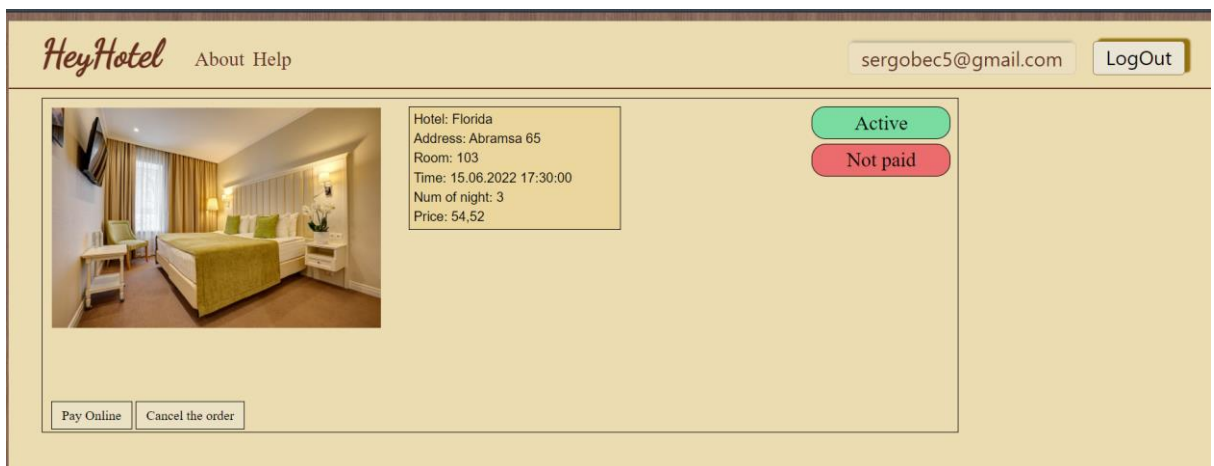 HeyHotel About Help sergobec5@gmail.com LogOut
Hotel: Florida
Address: Abramsa 65
Room: 103
Time: 15.06.2022 17:30:00
Num of night: 3
Price: 54,52
Active
Not paid
Pay Online Cancel the order